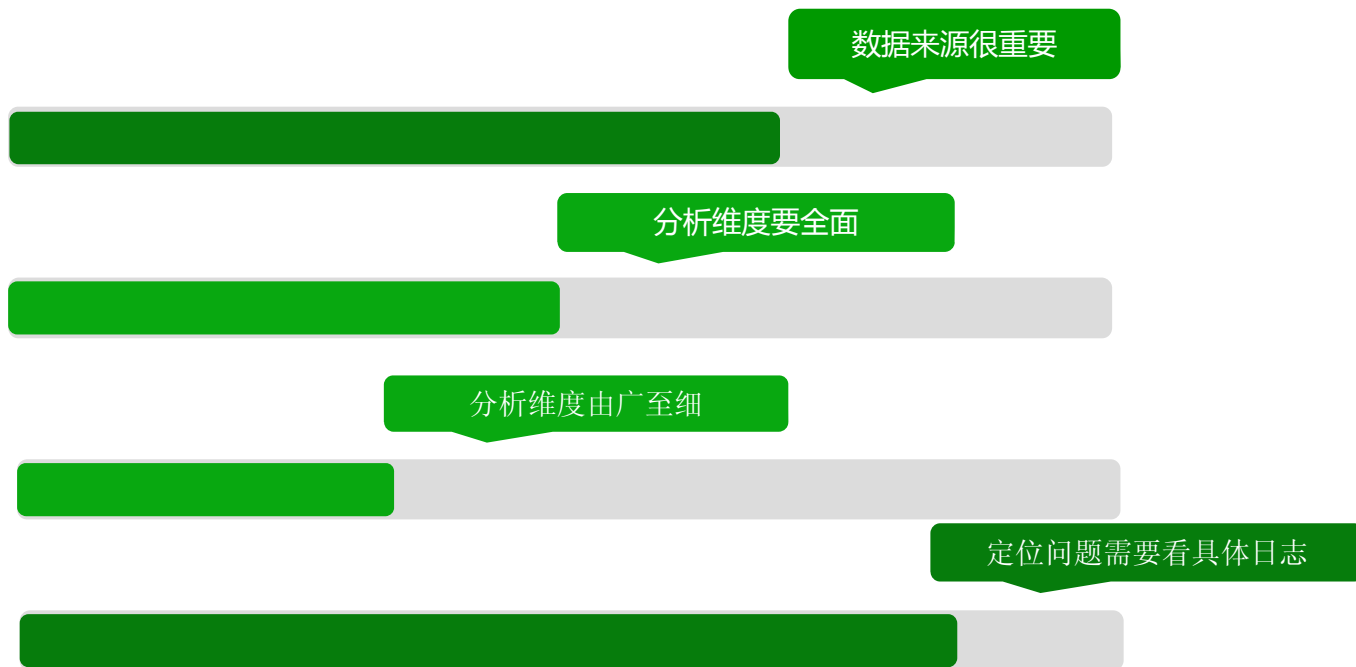 数据来源很重要
分析维度要全面
分析维度由广至细
定位问题需要看具体日志